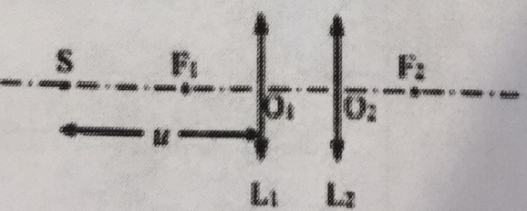 S F₁ F₂
O₁ O₂
u
L₁ L₂